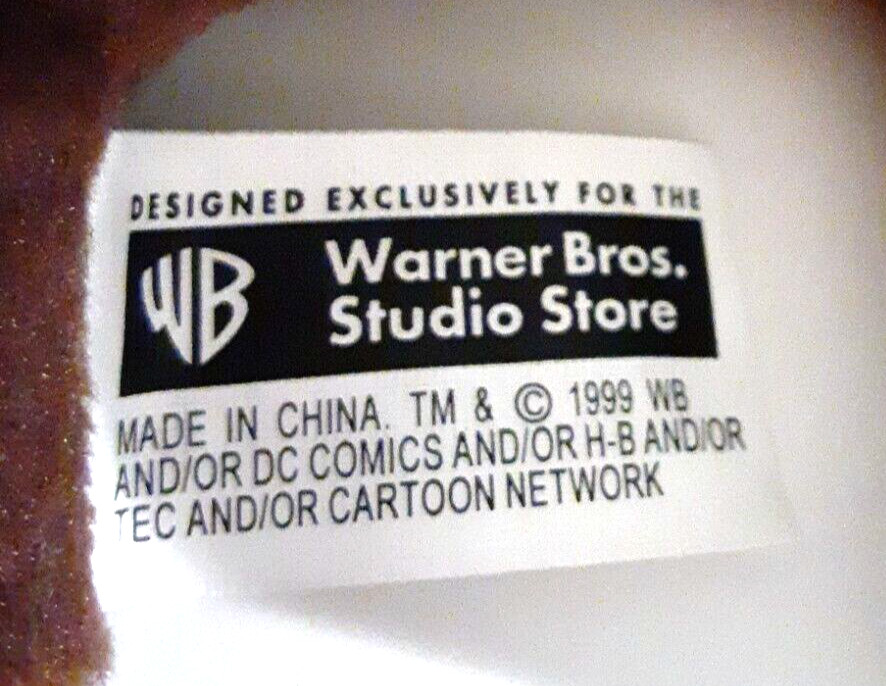 DESIGNED EXCLUSIVELY FOR THE
WB Warner Bros.
Studio Store
MADE IN CHINA. TM & © 1999 WB
AND/OR DC COMICS AND/OR H-B AND/OR
TEC AND/OR CARTOON NETWORK